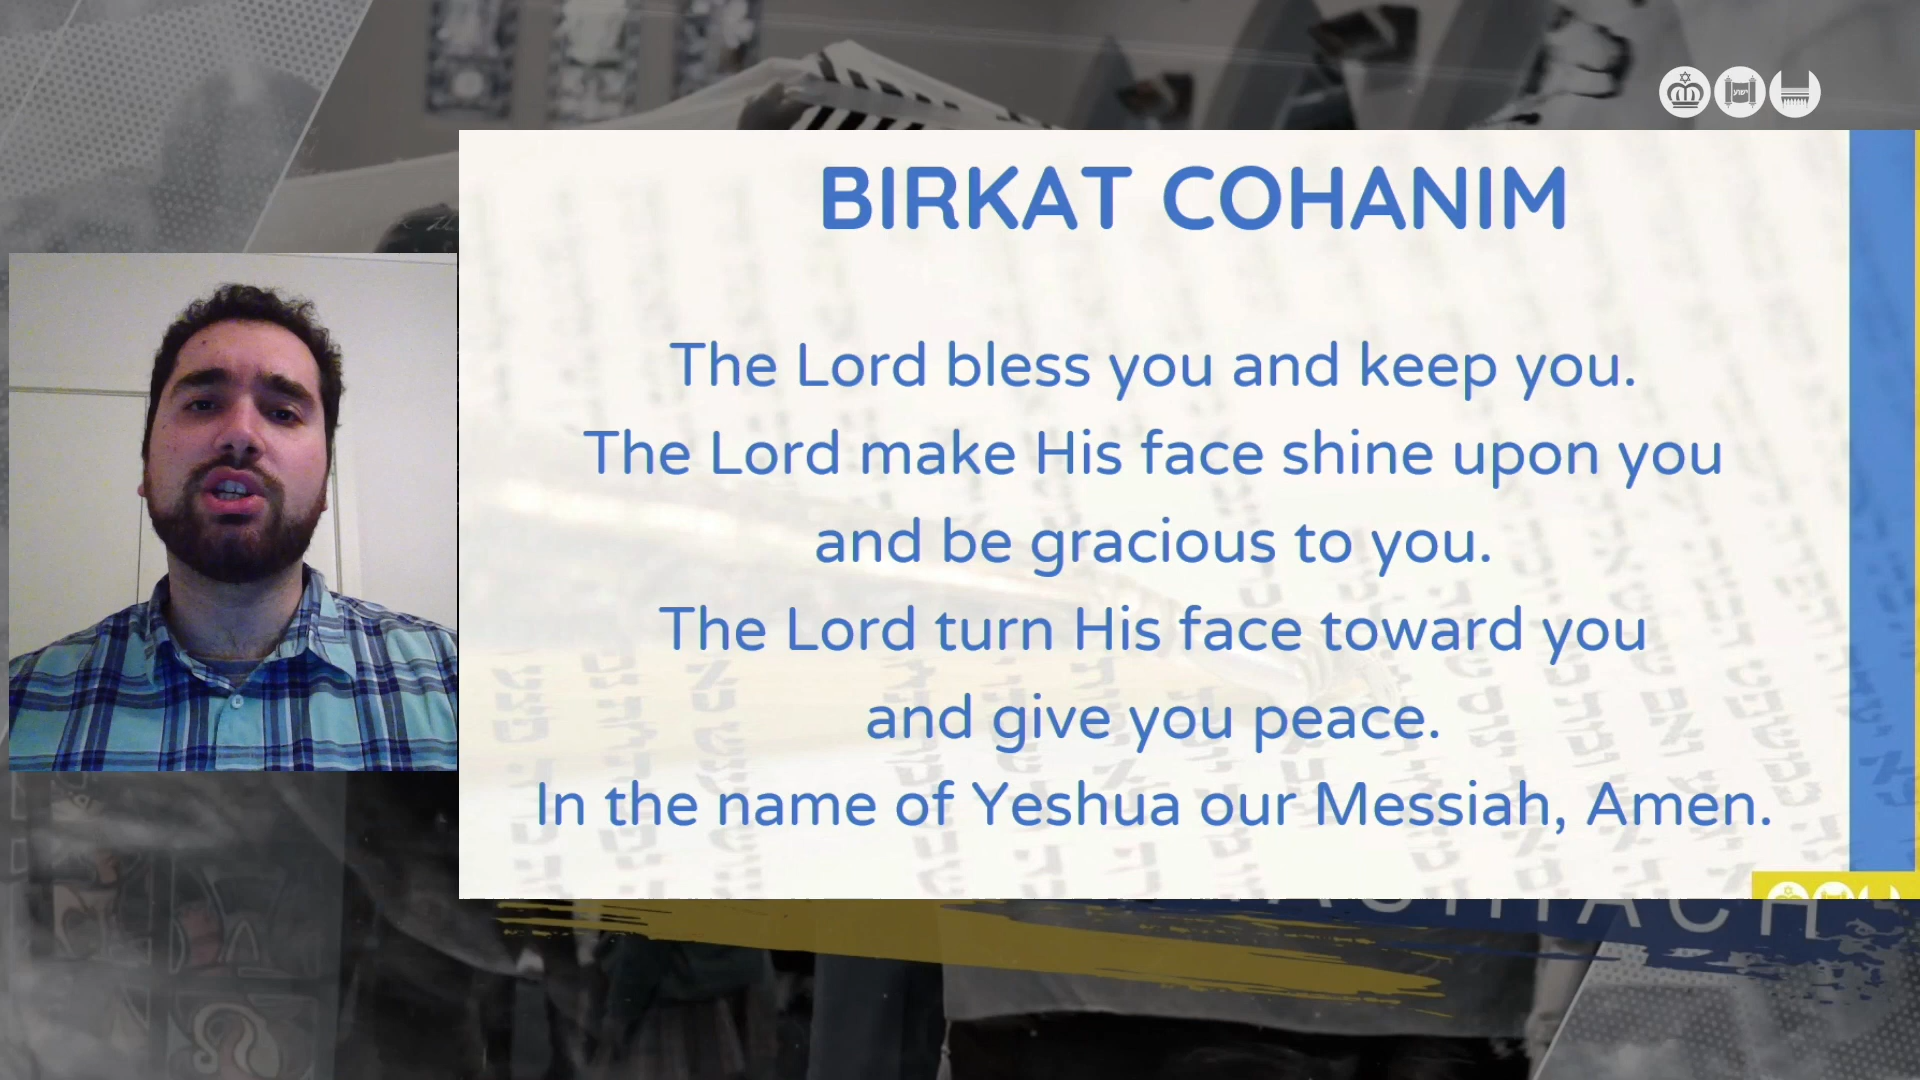 BIRKAT COHANIM
The Lord bless you and keep you.
The Lord make His face shine upon you
and be gracious to you.
The Lord turn His face toward you
and give you peace.
In the name of Yeshua our Messiah, Amen.